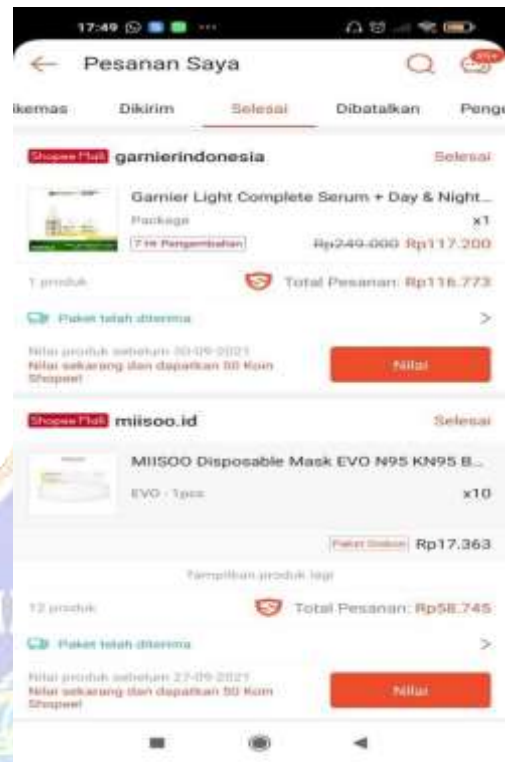 17:49
Pesanan Saya
ikemas Dikirim Selesai Dibatalkan Penge
Shopee Mall garnierindonesia Selesai
Garnier Light Complete Serum + Day & Night...
Package x1
7 Hr Pengembalian Rp249.000 Rp117.200
1 produk Total Pesanan: Rp116.773
Paket telah diterima
Nilai produk sebelum 30-09-2021
Nilai sekarang dan dapatkan 50 Koin
Shopee!
Nilai
Shopee Mall miisoo.id Selesai
MIISOO Disposable Mask EVO N95 KN95 B...
EVO - 1pcs x10
Paket Diskon Rp17.363
Tampilkan produk lagi
12 produk Total Pesanan: Rp58.745
Paket telah diterima
Nilai produk sebelum 27-09-2021
Nilai sekarang dan dapatkan 50 Koin
Shopee!
Nilai